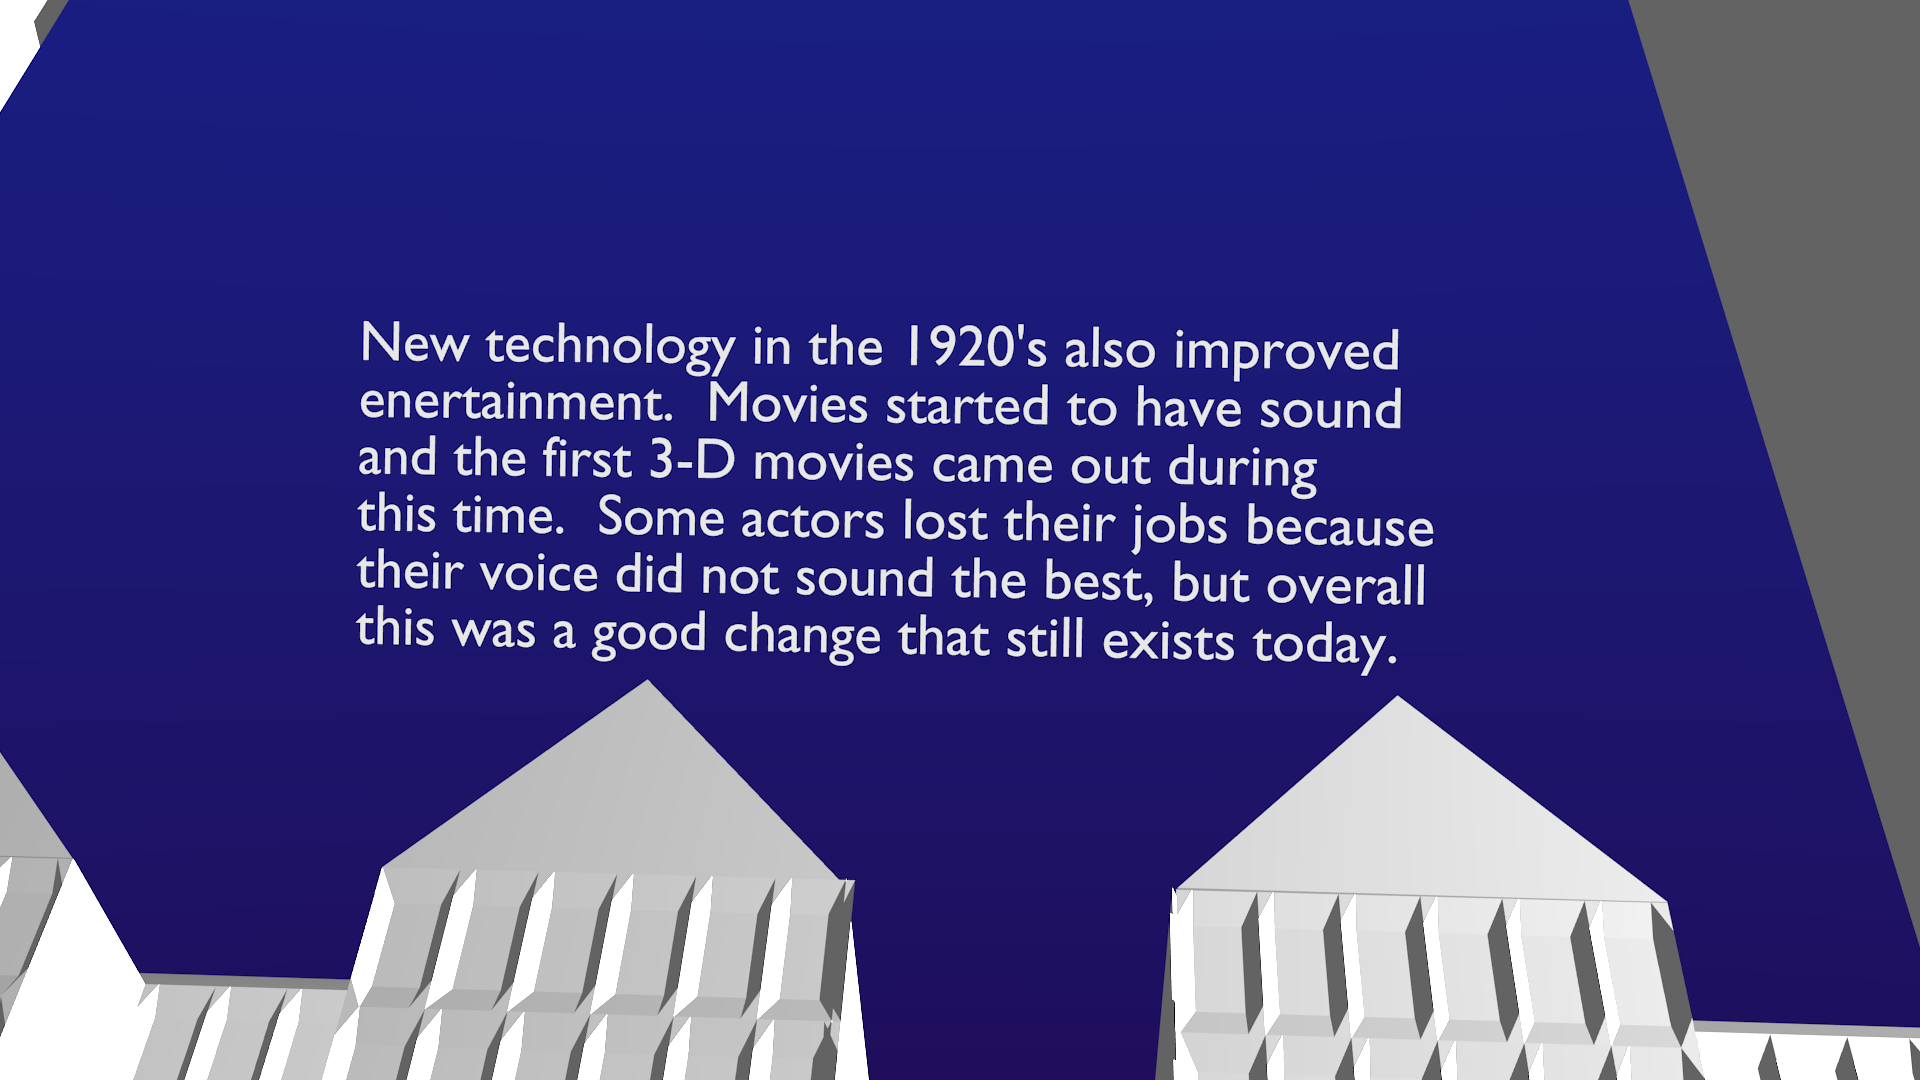 New technology in the 1920's also improved
enertainment.  Movies started to have sound
and the first 3-D movies came out during
this time.  Some actors lost their jobs because
their voice did not sound the best, but overall
this was a good change that still exists today.